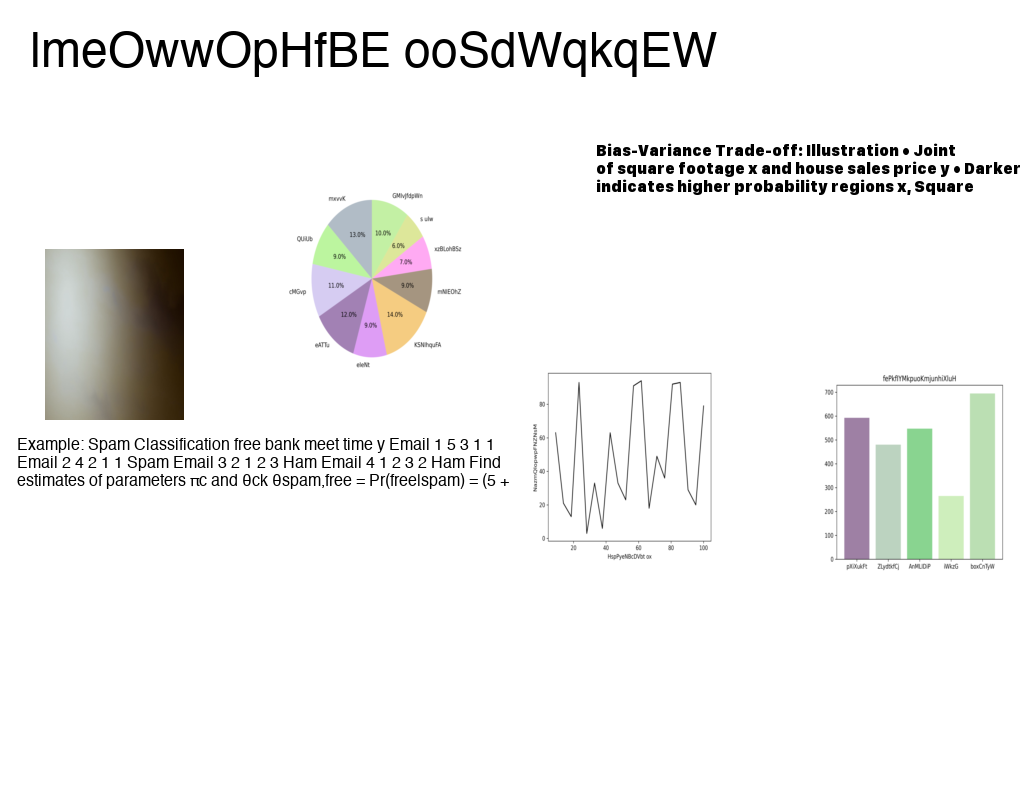 lmeOwwOpHfBE ooSdWqkqEW
Bias-Variance Trade-off: Illustration • Joint
of square footage x and house sales price y • Darker
indicates higher probability regions x, Square
mxvvK
GMlvJfdpWn
s uiw
QUiUb
xzBLohBSz
cMGvp
mNlEOhZ
eATTu
KSNIhquFA
eleNt
13.0%
10.0%
6.0%
9.0%
7.0%
11.0%
9.0%
12.0%
14.0%
9.0%
Example: Spam Classification free bank meet time y Email 1 5 3 1 1
Email 2 4 2 1 1 Spam Email 3 2 1 2 3 Ham Email 4 1 2 3 2 Ham Find
estimates of parameters πc and θck θspam,free = Pr(free|spam) = (5 +
80
60
40
20
0
20 40 60 80 100
HspPyeNBcDVbt ox
fePkflYMkpuoKmjunhiXluH
700
600
500
400
300
200
100
0
pXiXukFt ZLydtkfCj AnMLIDiP iWkzG boxCnTyW